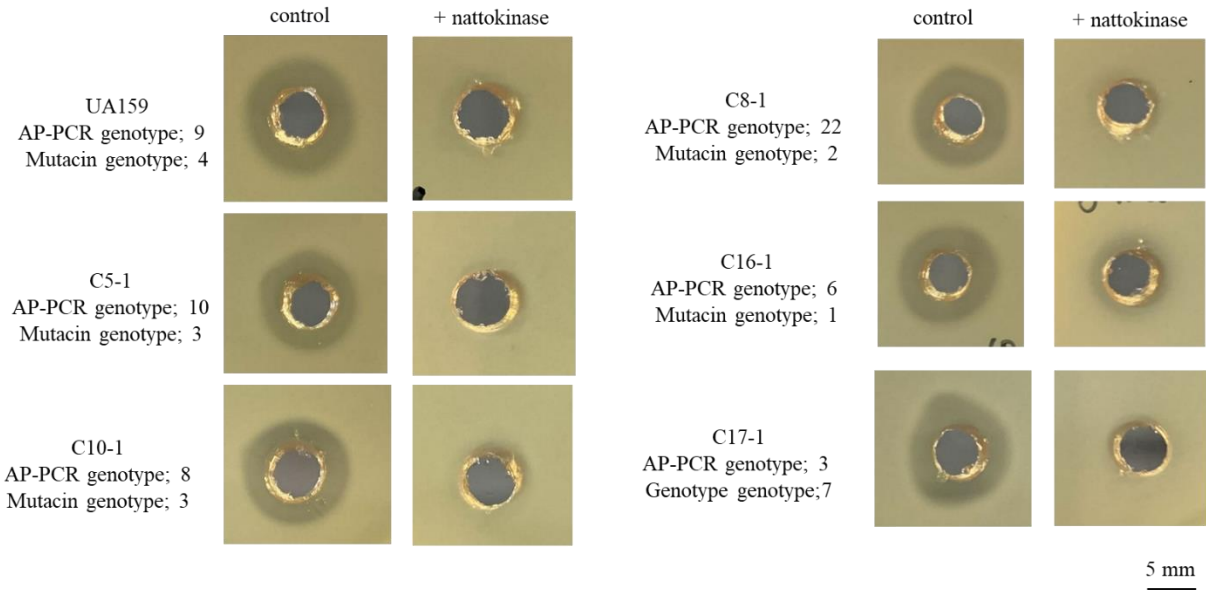 control
+ nattokinase
UA159
AP-PCR genotype; 9
Mutacin genotype; 4
C5-1
AP-PCR genotype; 10
Mutacin genotype; 3
C10-1
AP-PCR genotype; 8
Mutacin genotype; 3
control
+ nattokinase
C8-1
AP-PCR genotype; 22
Mutacin genotype; 2
C16-1
AP-PCR genotype; 6
Mutacin genotype; 1
C17-1
AP-PCR genotype; 3
Genotype genotype;7
5 mm